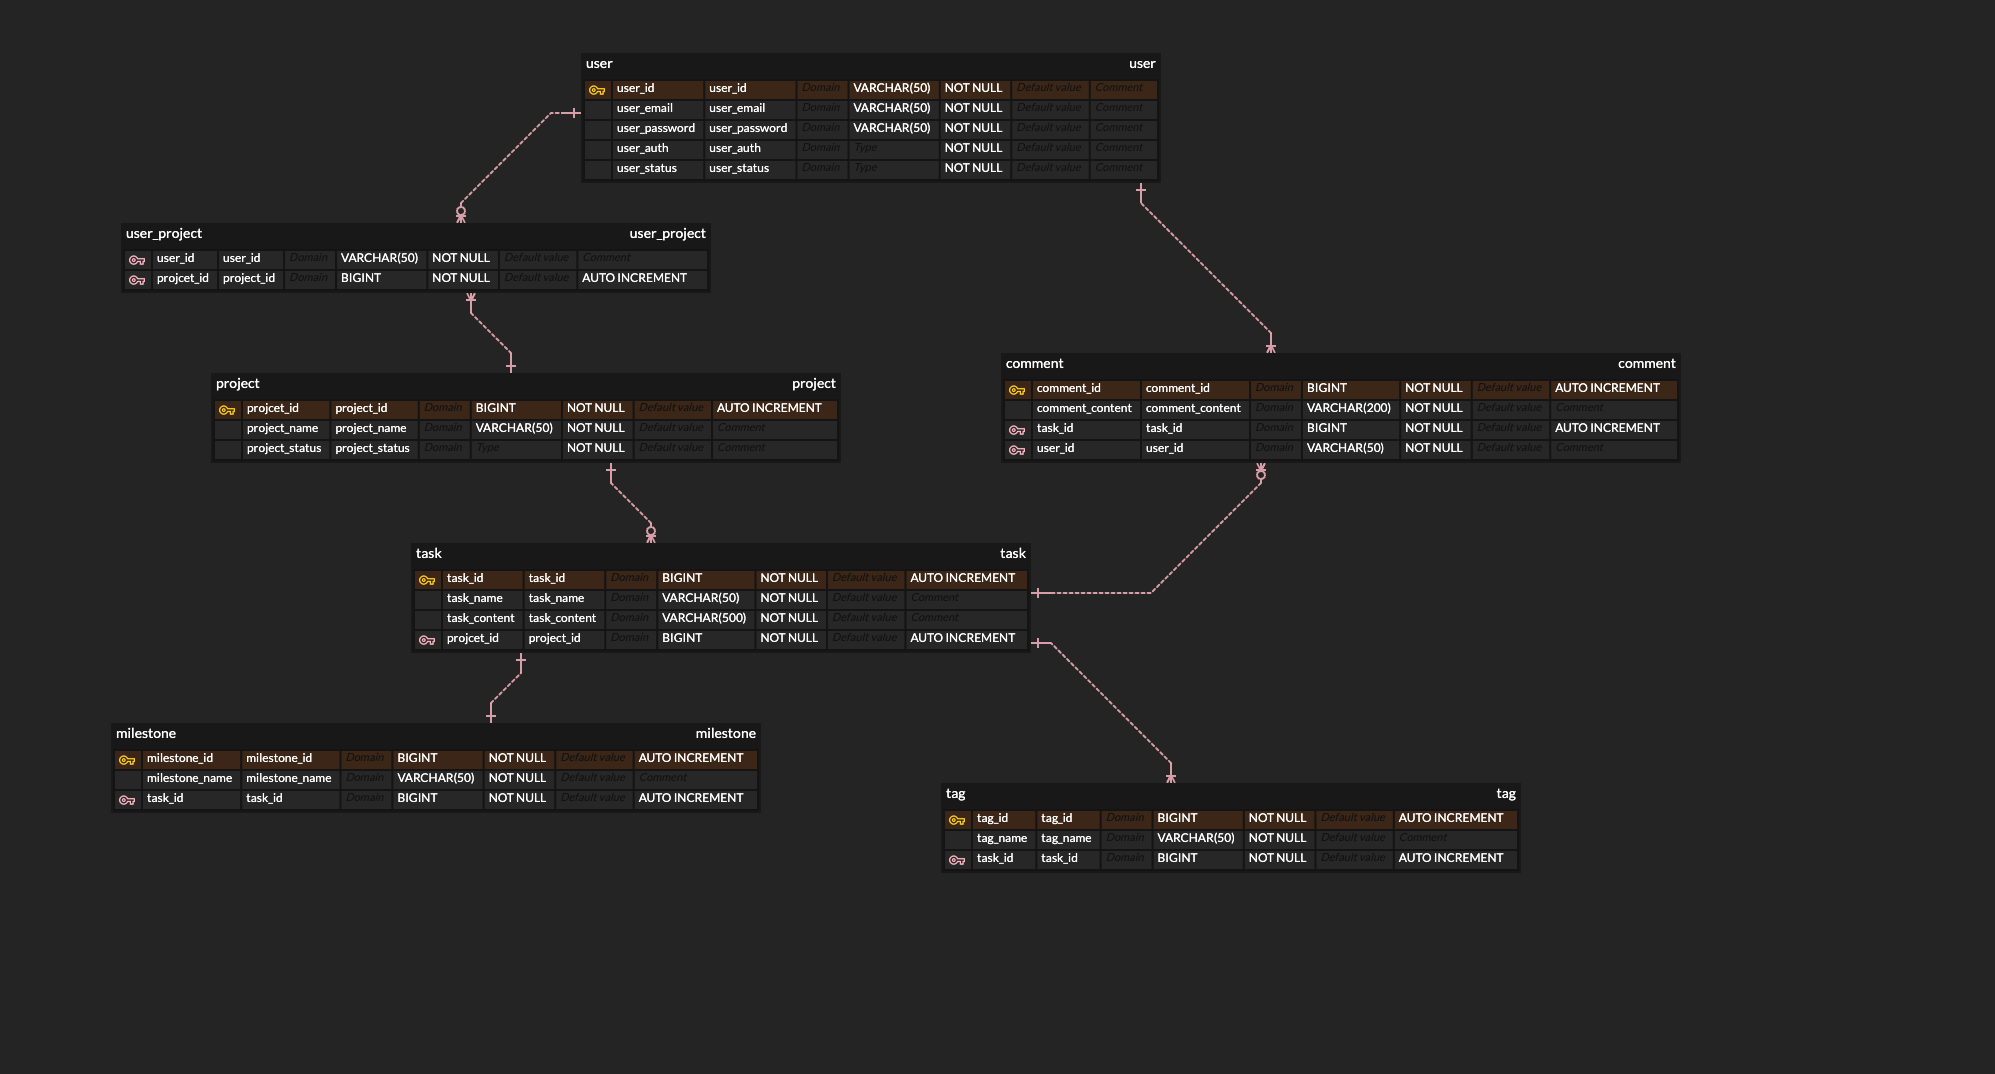 user user
user_id user_id Domain VARCHAR(50) NOT NULL Default value Comment
user_email user_email Domain VARCHAR(50) NOT NULL Default value Comment
user_password user_password Domain VARCHAR(50) NOT NULL Default value Comment
user_auth user_auth Domain Type NOT NULL Default value Comment
user_status user_status Domain Type NOT NULL Default value Comment
user_project user_project
user_id user_id Domain VARCHAR(50) NOT NULL Default value Comment
projcet_id project_id Domain BIGINT NOT NULL Default value AUTO INCREMENT
project project
projcet_id project_id Domain BIGINT NOT NULL Default value AUTO INCREMENT
project_name project_name Domain VARCHAR(50) NOT NULL Default value Comment
project_status project_status Domain Type NOT NULL Default value Comment
comment comment
comment_id comment_id Domain BIGINT NOT NULL Default value AUTO INCREMENT
comment_content comment_content Domain VARCHAR(200) NOT NULL Default value Comment
task_id task_id Domain BIGINT NOT NULL Default value AUTO INCREMENT
user_id user_id Domain VARCHAR(50) NOT NULL Default value Comment
task task
task_id task_id Domain BIGINT NOT NULL Default value AUTO INCREMENT
task_name task_name Domain VARCHAR(50) NOT NULL Default value Comment
task_content task_content Domain VARCHAR(500) NOT NULL Default value Comment
projcet_id project_id Domain BIGINT NOT NULL Default value AUTO INCREMENT
milestone milestone
milestone_id milestone_id Domain BIGINT NOT NULL Default value AUTO INCREMENT
milestone_name milestone_name Domain VARCHAR(50) NOT NULL Default value Comment
task_id task_id Domain BIGINT NOT NULL Default value AUTO INCREMENT
tag tag
tag_id tag_id Domain BIGINT NOT NULL Default value AUTO INCREMENT
tag_name tag_name Domain VARCHAR(50) NOT NULL Default value Comment
task_id task_id Domain BIGINT NOT NULL Default value AUTO INCREMENT